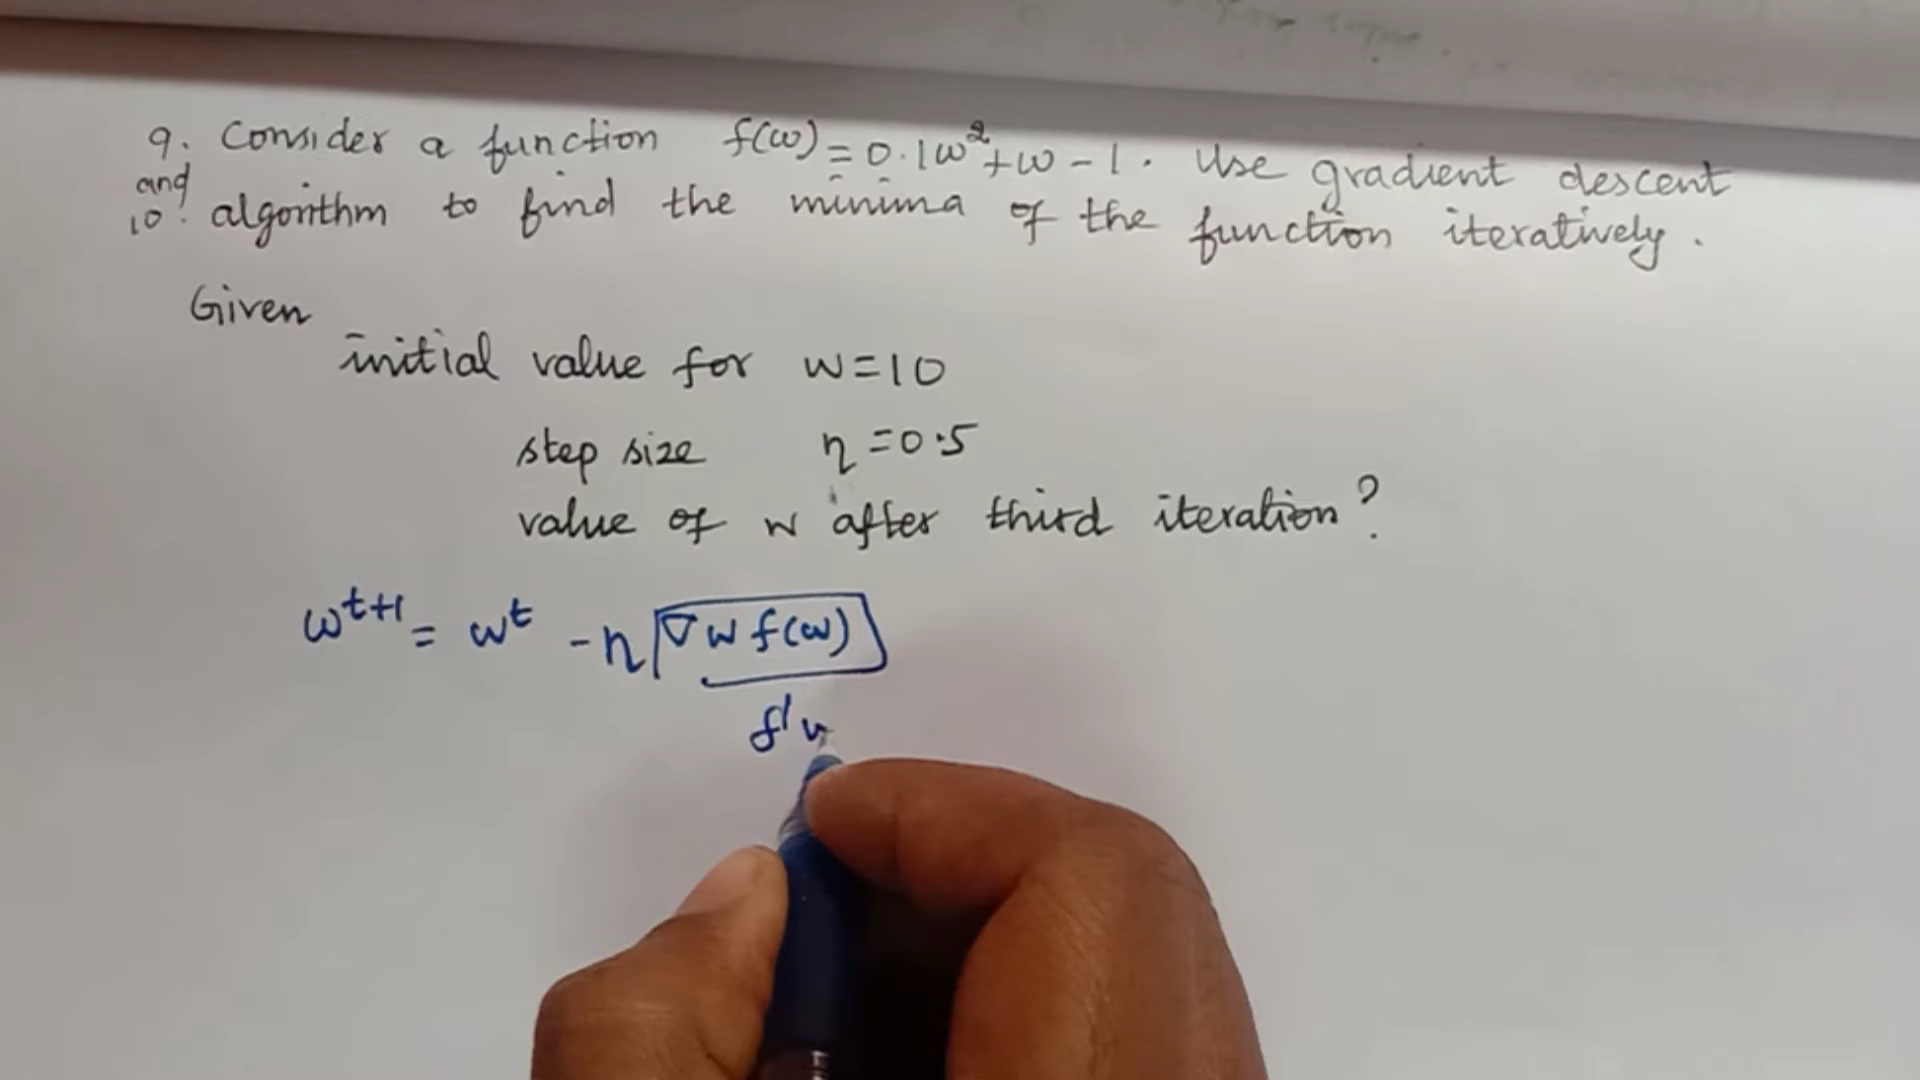 9. Consider a function f(w) = 0.1w²+w-1. Use gradient descent
and
10. algorithm to find the minima of the function iteratively.
Given
initial value for w=10
step size η=0.5
value of w after third iteration?
w^t+1 = w^t - η ∇w f(w)
f'